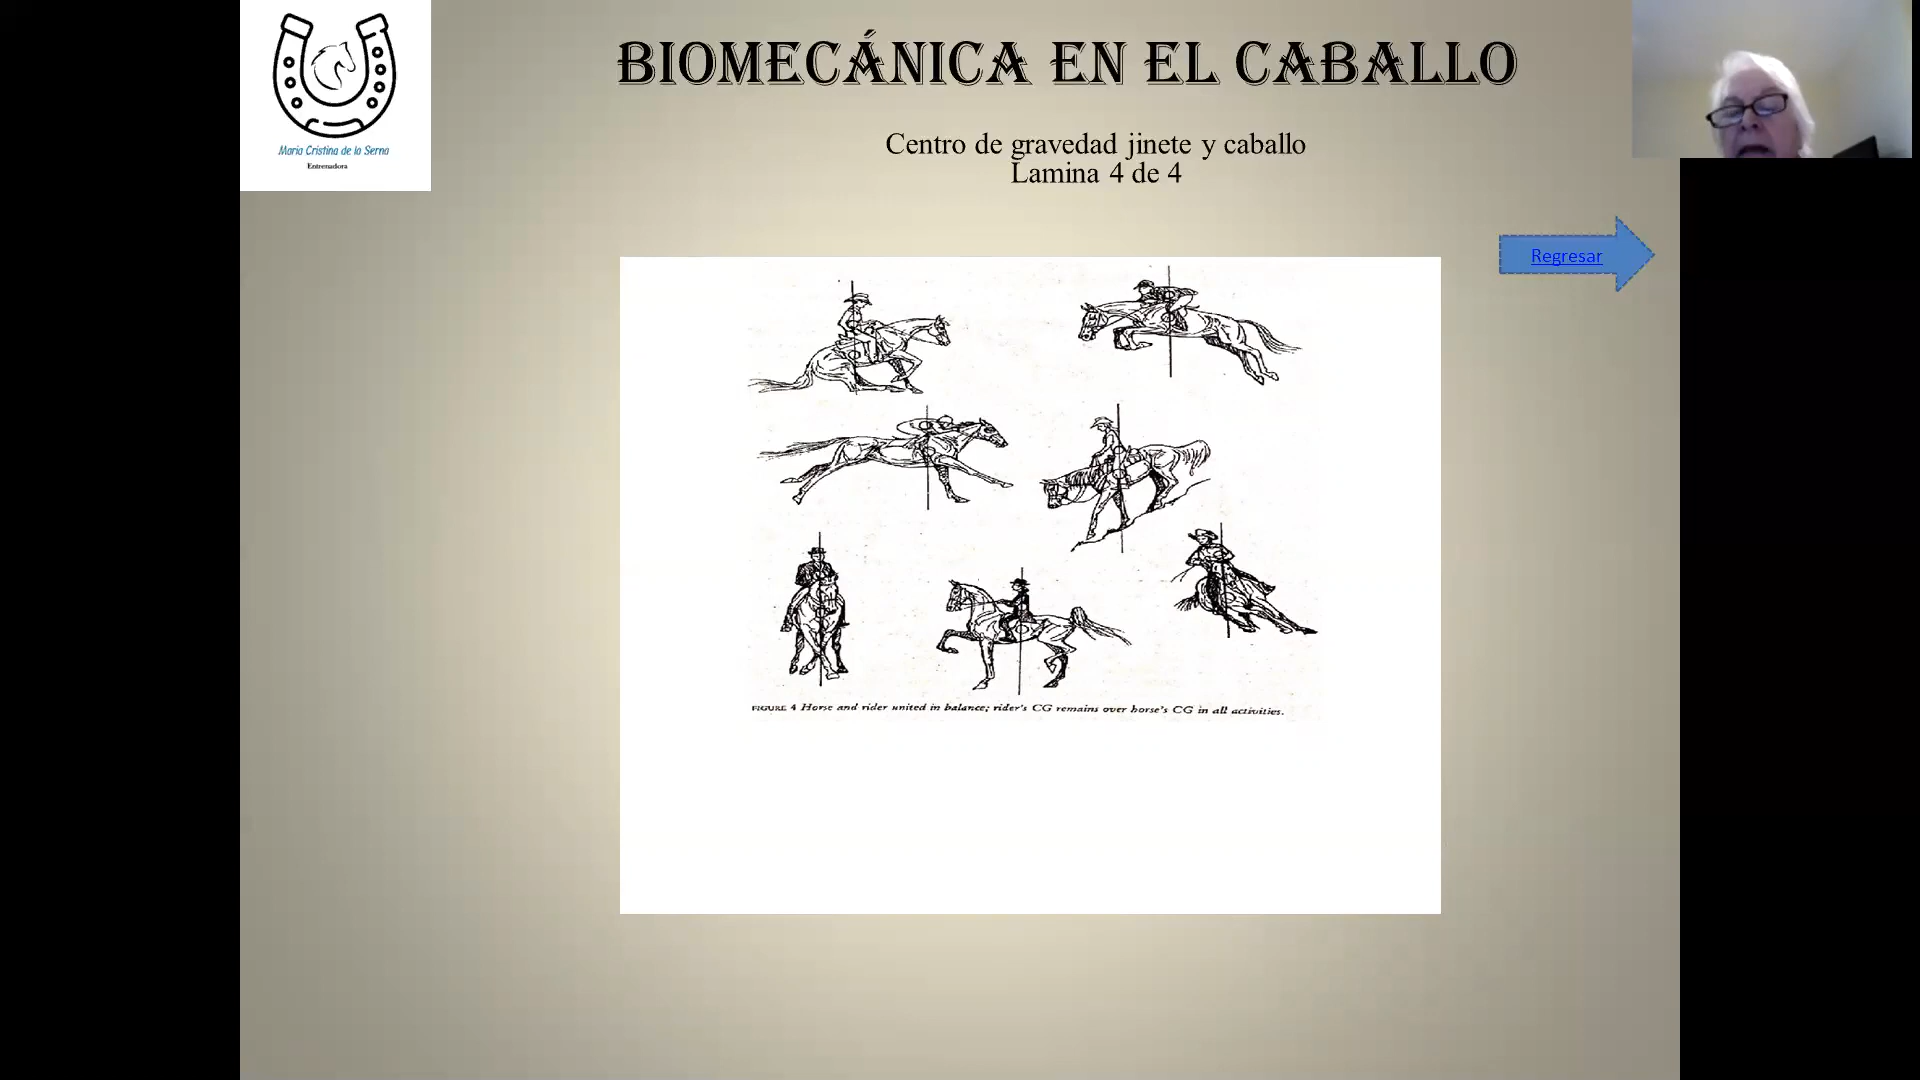 BIOMECÁNICA EN EL CABALLO
Maria Cristina de la Serna
Entrenadora
Centro de gravedad jinete y caballo
Lamina 4 de 4
Regresar
FIGURE 4 Horse and rider united in balance; rider's CG remains over horse's CG in all activities.